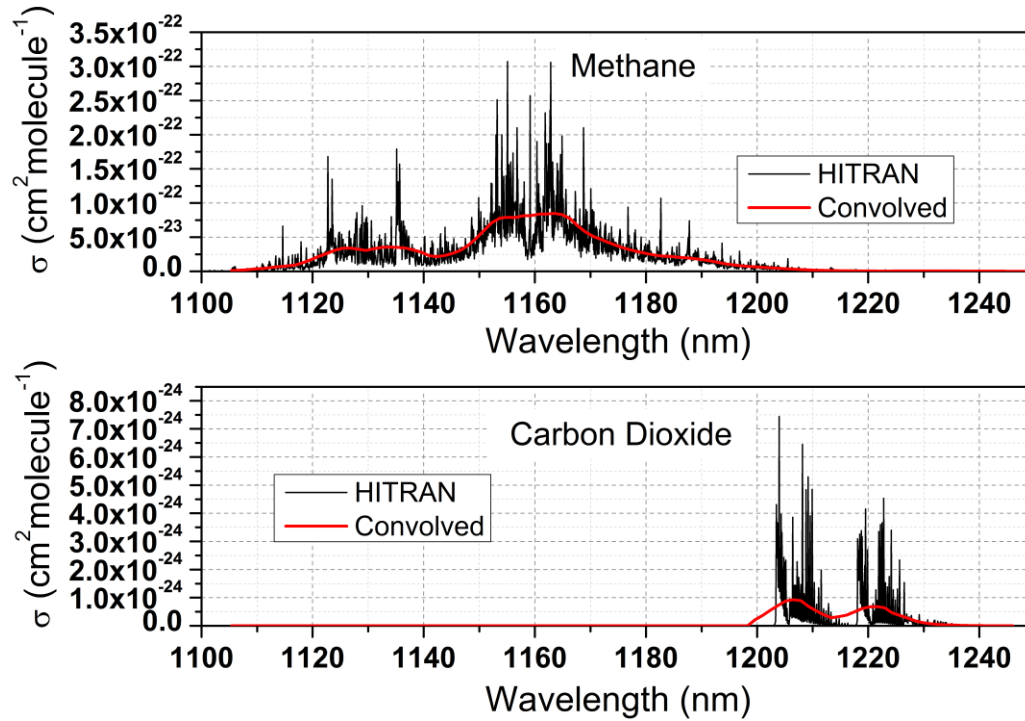 σ (cm² molecule⁻¹)
3.5x10⁻²²
3.0x10⁻²²
2.5x10⁻²²
2.0x10⁻²²
1.5x10⁻²²
1.0x10⁻²²
5.0x10⁻²³
0.0
Methane
HITRAN
Convolved
1100 1120 1140 1160 1180 1200 1220 1240
Wavelength (nm)
σ (cm² molecule⁻¹)
8.0x10⁻²⁴
7.0x10⁻²⁴
6.0x10⁻²⁴
5.0x10⁻²⁴
4.0x10⁻²⁴
3.0x10⁻²⁴
2.0x10⁻²⁴
1.0x10⁻²⁴
0.0
Carbon Dioxide
HITRAN
Convolved
1100 1120 1140 1160 1180 1200 1220 1240
Wavelength (nm)